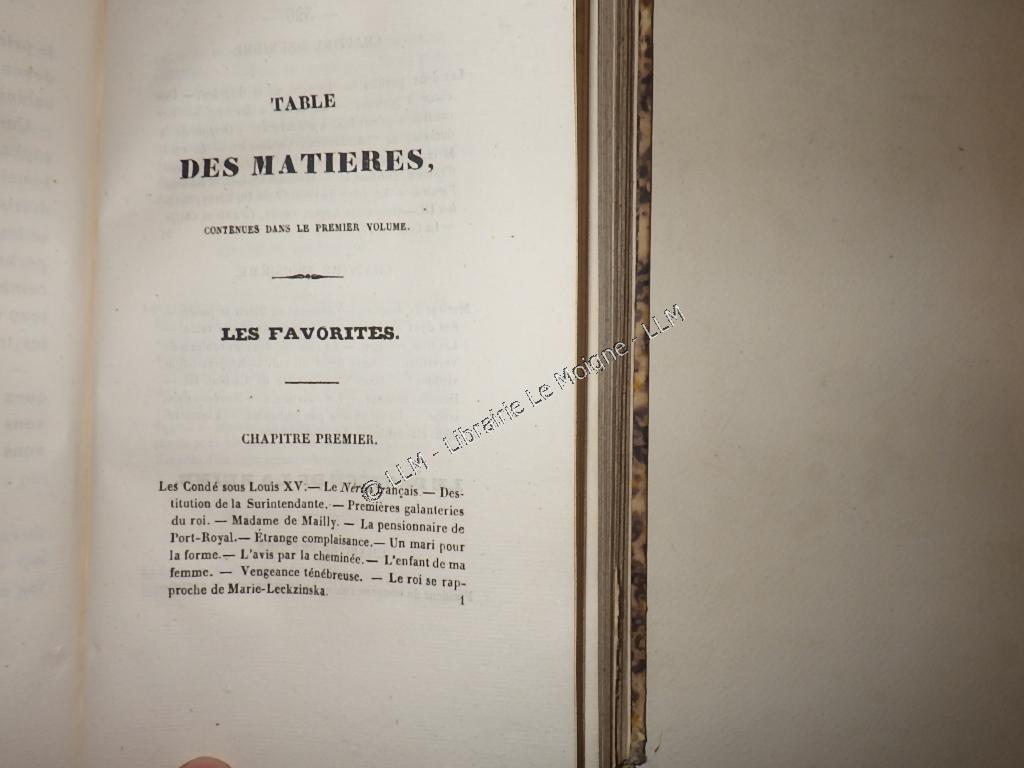 TABLE
DES MATIERES,
CONTENUES DANS LE PREMIER VOLUME.
LES FAVORITES.
CHAPITRE PREMIER.
Les Condé sous Louis XV.— Le Néron français — Des-
titution de la Surintendante. — Premières galanteries
du roi. — Madame de Mailly. — La pensionnaire de
Port-Royal.— Étrange complaisance.— Un mari pour
la forme.— L'avis par la cheminée.— L'enfant de ma
femme. — Vengeance ténébreuse. — Le roi se rap-
proche de Marie-Leckzinska.
1
© LLM - Librairie Le Moigne - LLM